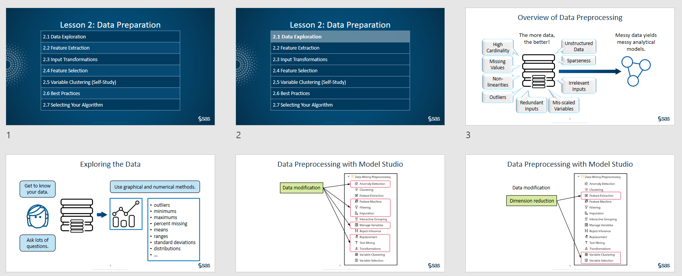 Lesson 2: Data Preparation
2.1 Data Exploration
2.2 Feature Extraction
2.3 Input Transformations
2.4 Feature Selection
2.5 Variable Clustering (Self-Study)
2.6 Best Practices
2.7 Selecting Your Algorithm
sas
1
Lesson 2: Data Preparation
2.1 Data Exploration
2.2 Feature Extraction
2.3 Input Transformations
2.4 Feature Selection
2.5 Variable Clustering (Self-Study)
2.6 Best Practices
2.7 Selecting Your Algorithm
sas
2
Overview of Data Preprocessing
High
Cardinality
Missing
Values
Non-
linearities
Outliers
The more data,
the better!
Unstructured
Data
Sparseness
Irrelevant
Inputs
Redundant
Inputs
Mis-scaled
Variables
Messy data yields
messy analytical
models.
sas
3
Exploring the Data
Get to know
your data.
Ask lots of
questions.
Use graphical and numerical methods.
• outliers
• minimums
• maximums
• percent missing
• means
• ranges
• standard deviations
• distributions
• ...
sas
Data Preprocessing with Model Studio
Data modification
Data Mining Preprocessing
Anomaly Detection
Clustering
Feature Extraction
Feature Machine
Filtering
Imputation
Interactive Grouping
Manage Variables
Reject Inference
Replacement
Text Mining
Transformations
Variable Clustering
Variable Selection
sas
Data Preprocessing with Model Studio
Data modification
Dimension reduction
Data Mining Preprocessing
Anomaly Detection
Clustering
Feature Extraction
Feature Machine
Filtering
Imputation
Interactive Grouping
Manage Variables
Reject Inference
Replacement
Text Mining
Transformations
Variable Clustering
Variable Selection
sas